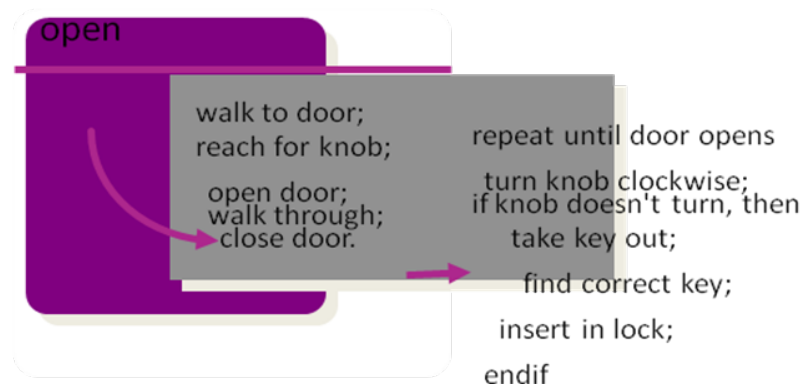 open
walk to door;
reach for knob;
open door;
walk through;
close door.
repeat until door opens
turn knob clockwise;
if knob doesn't turn, then
take key out;
find correct key;
insert in lock;
endif